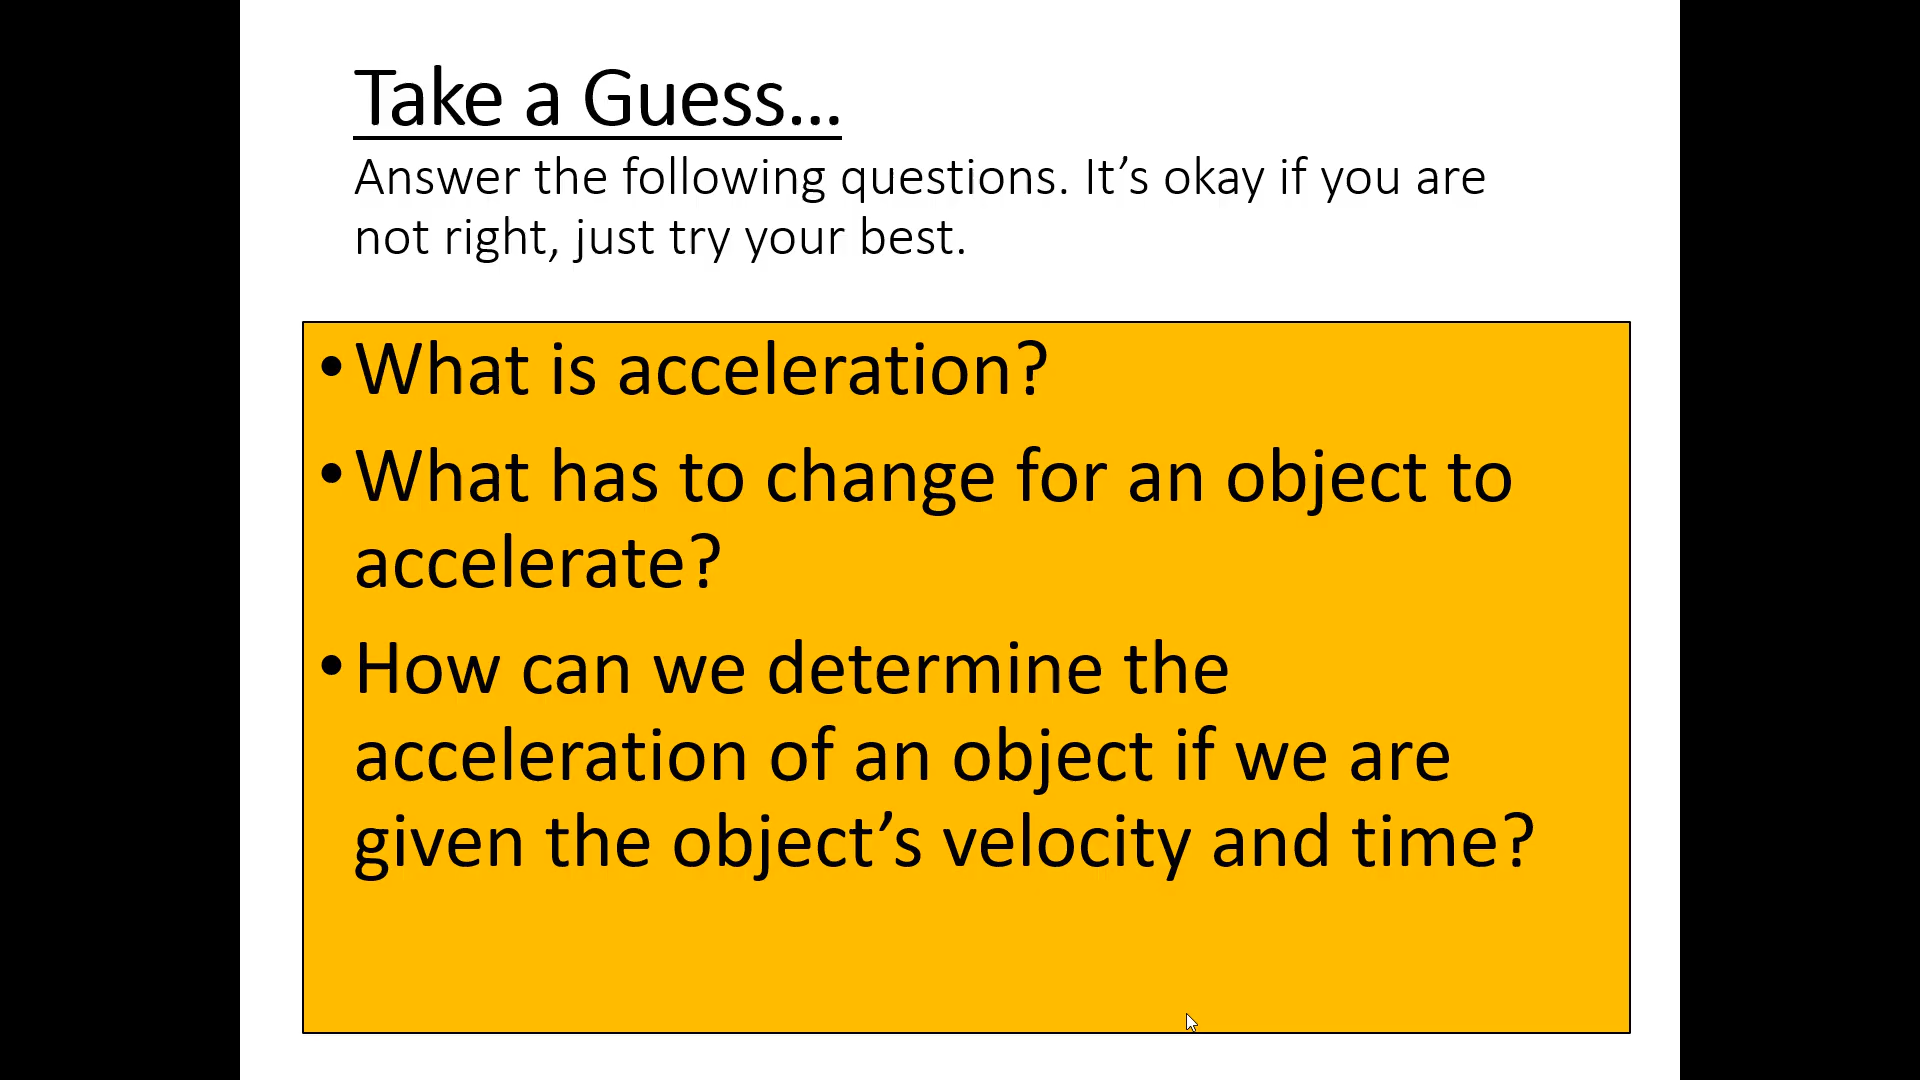 Take a Guess...
Answer the following questions. It’s okay if you are
not right, just try your best.
•What is acceleration?
•What has to change for an object to
accelerate?
•How can we determine the
acceleration of an object if we are
given the object’s velocity and time?